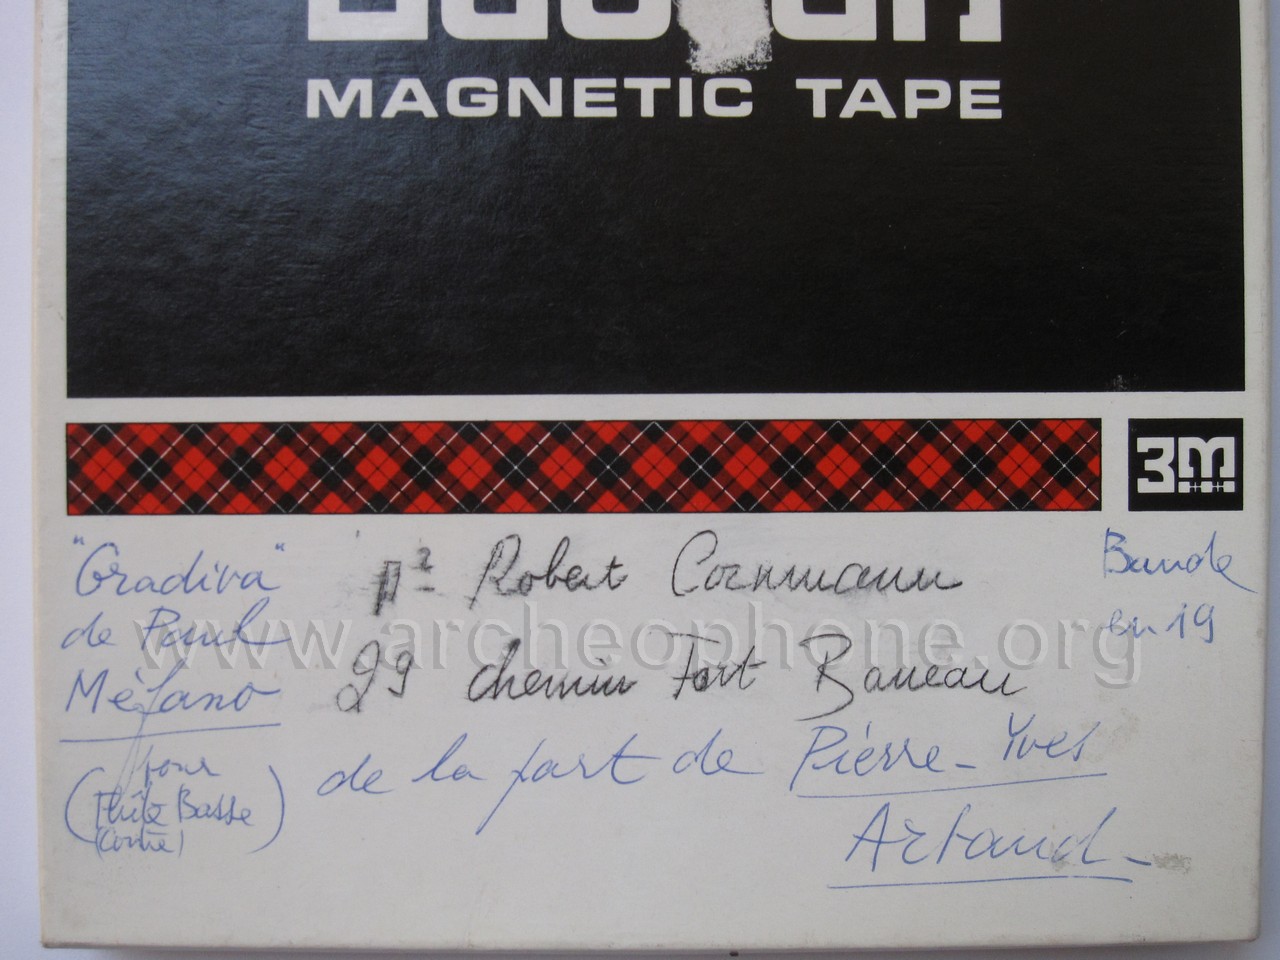 MAGNETIC TAPE
3M
"Gradiva"
de Paul
Méfano
(pour
Flûte Basse)
(Contre)
Robert Cornmann
29 chemin Fort
de la part de Pierre-Yves
Artaud -
Bande
en 19
www.archeophone.org